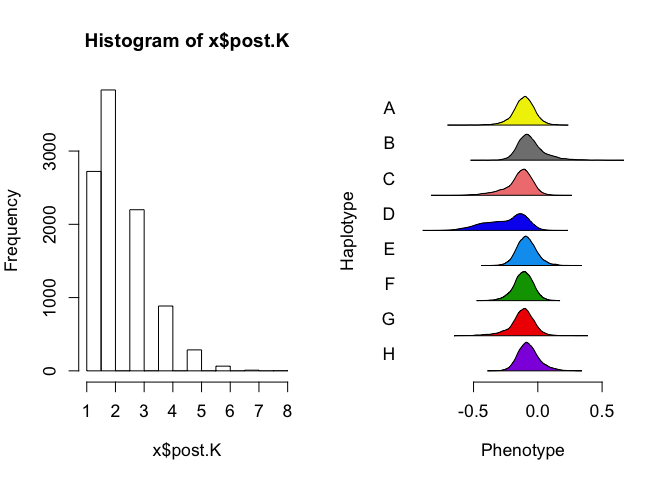 Histogram of x$post.K
Frequency
0
1000
2000
3000
1 2 3 4 5 6 7 8
x$post.K
Haplotype
A
B
C
D
E
F
G
H
-0.5 0.0 0.5
Phenotype